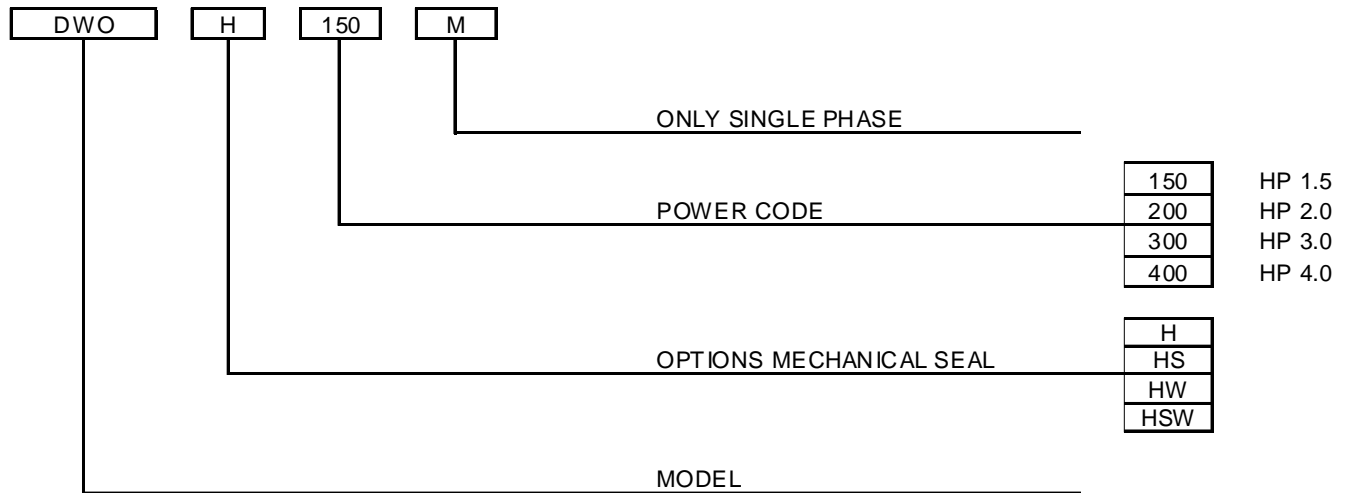 DWO H 150 M
ONLY SINGLE PHASE
150 HP 1.5
POWER CODE 200 HP 2.0
300 HP 3.0
400 HP 4.0
H
OPTIONS MECHANICAL SEAL HS
HW
HSW
MODEL